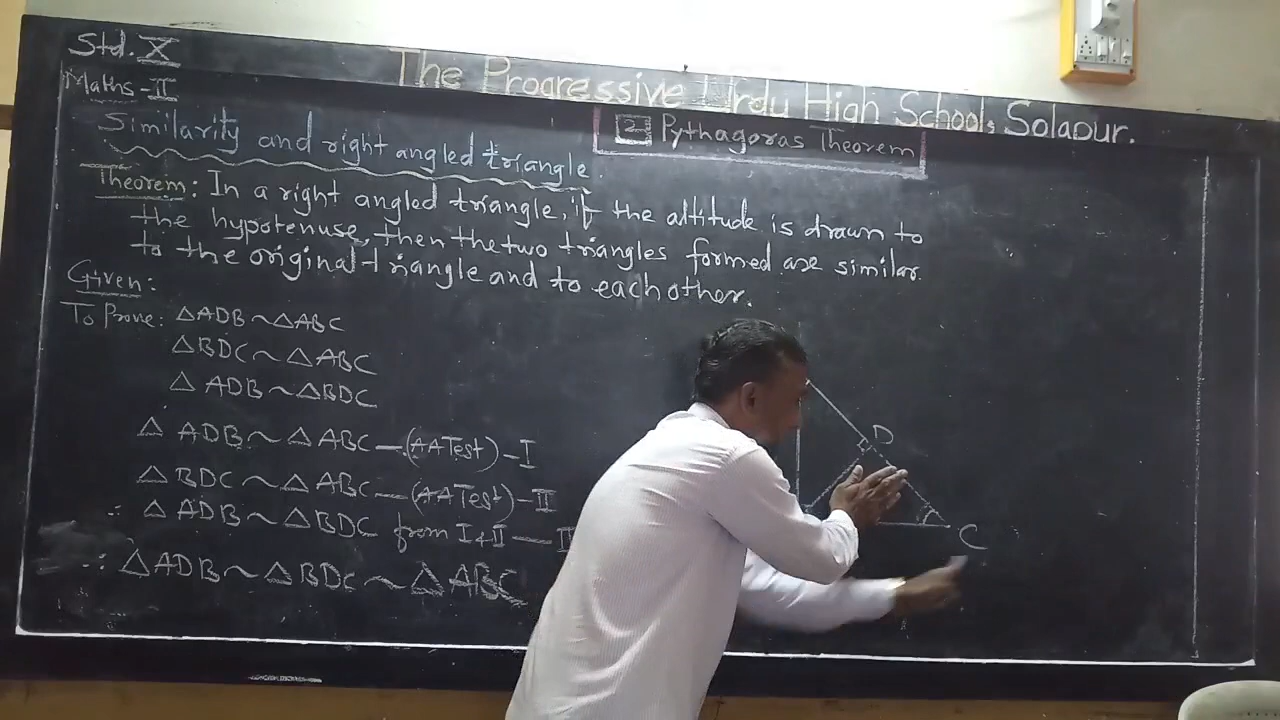 Std. X
The Progressive Urdu High School, Solapur.
Maths-II
2 Pythagoras Theorem
Similarity and right angled triangle.
Theorem: In a right angled triangle, if the altitude is drawn to
the hypotenuse, then the two triangles formed are similar
to the original triangle and to each other.
Given:
To Prove: △ADB ~ △ABC
△BDC ~ △ABC
△ ADB ~ △BDC
△ ADB ~ △ABC — (AA Test) - I
△ BDC ~ △ABC — (AA Test) - II
∴ △ ADB ~ △BDC from I & II —
∴ △ADB ~ △BDC ~ △ABC
D
C